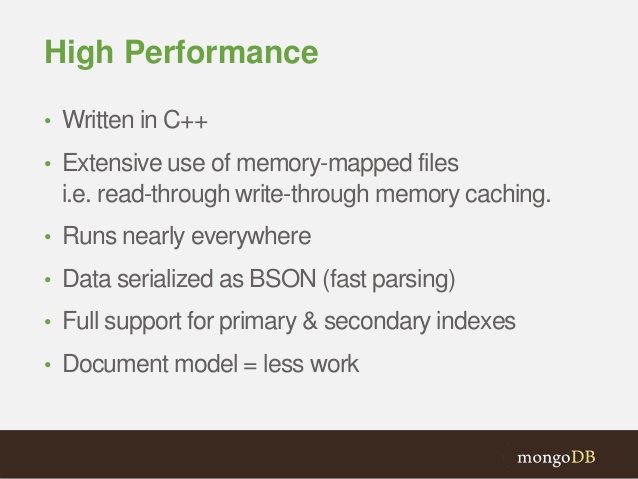 High Performance
• Written in C++
• Extensive use of memory-mapped files
i.e. read-through write-through memory caching.
• Runs nearly everywhere
• Data serialized as BSON (fast parsing)
• Full support for primary & secondary indexes
• Document model = less work
mongoDB